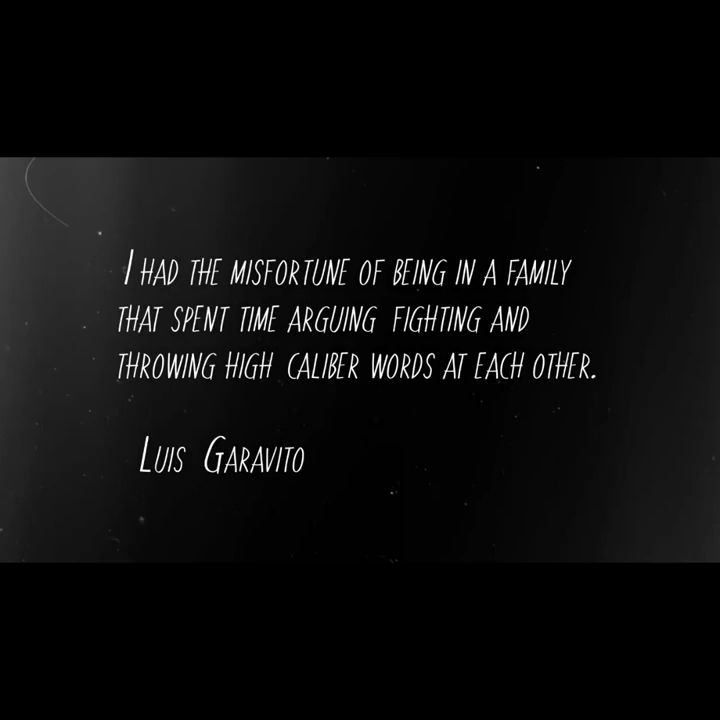 I HAD THE MISFORTUNE OF BEING IN A FAMILY
THAT SPENT TIME ARGUING FIGHTING AND
THROWING HIGH CALIBER WORDS AT EACH OTHER.
LUIS GARAVITO